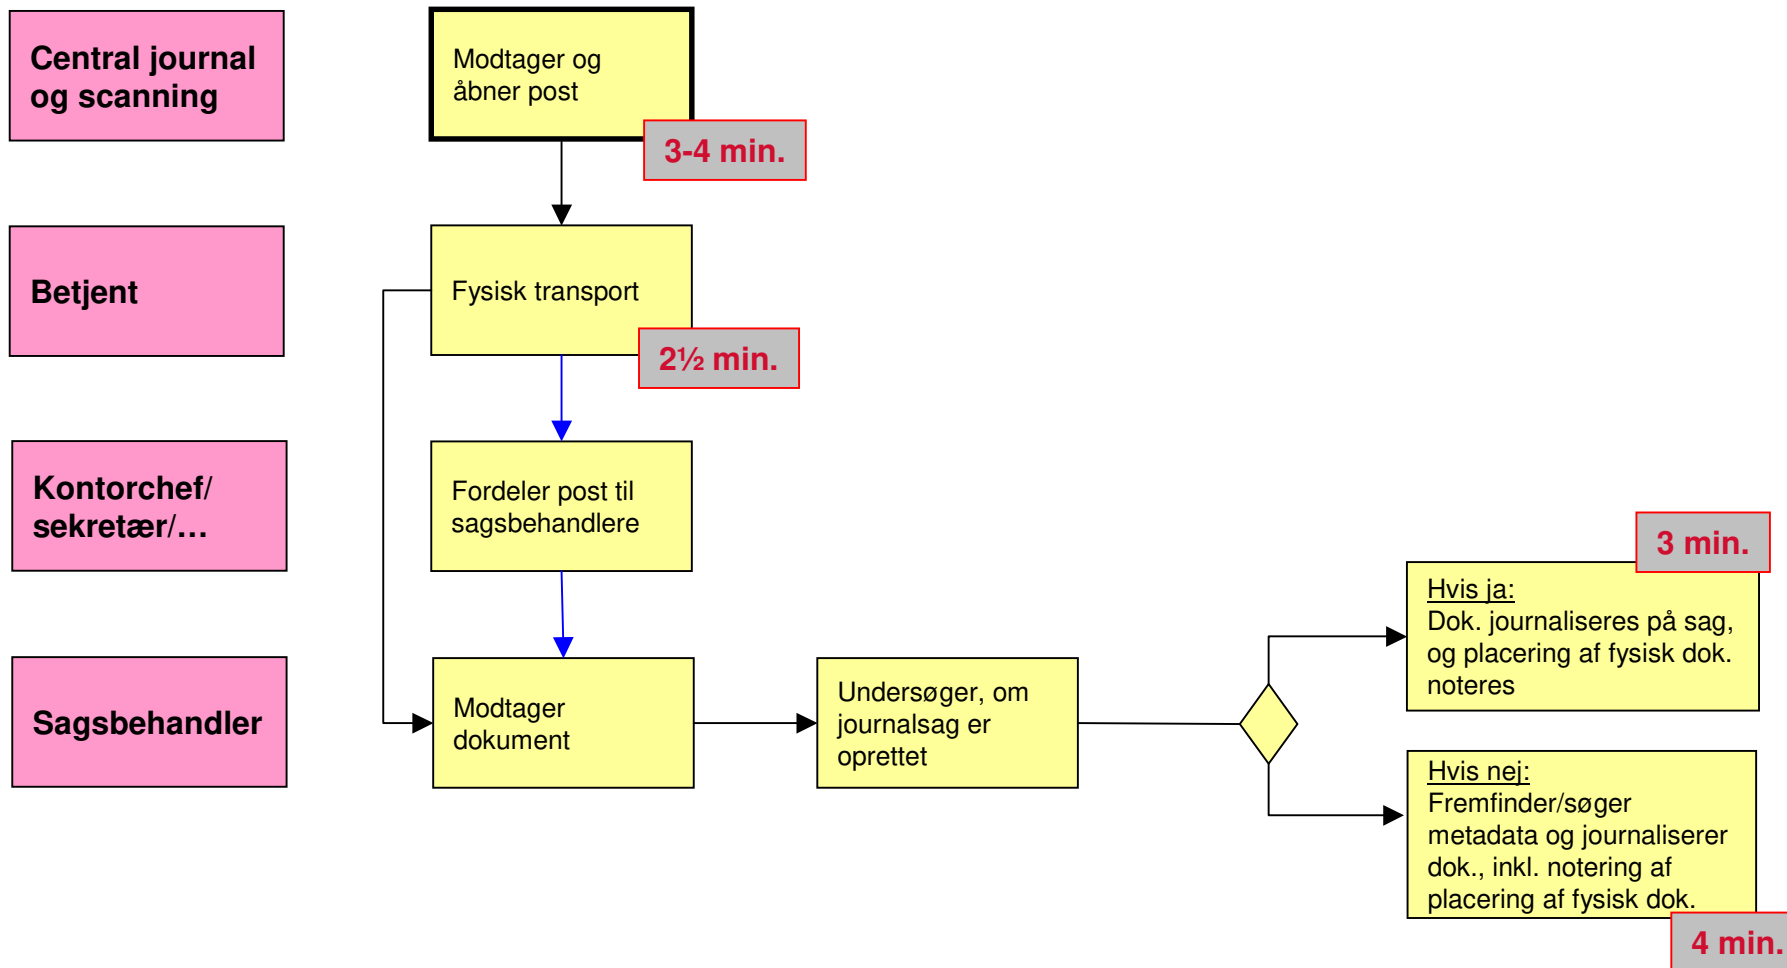 Central journal
og scanning
Modtager og
åbner post
3-4 min.
Betjent
Fysisk transport
2½ min.
Kontorchef/
sekretær/…
Fordeler post til
sagsbehandlere
Sagsbehandler
Modtager
dokument
Undersøger, om
journalsag er
oprettet
3 min.
Hvis ja:
Dok. journaliseres på sag,
og placering af fysisk dok.
noteres
Hvis nej:
Fremfinder/søger
metadata og journaliserer
dok., inkl. notering af
placering af fysisk dok.
4 min.